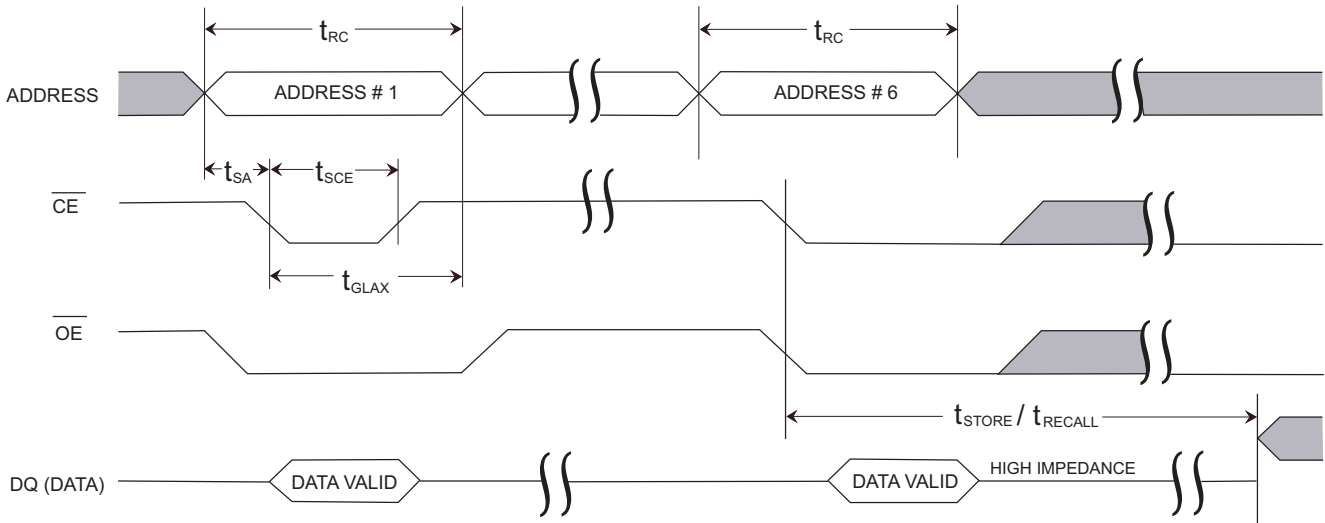 tRC
tRC
ADDRESS
ADDRESS # 1
ADDRESS # 6
tSA
tSCE
CE
tGLAX
OE
tSTORE / tRECALL
DQ (DATA)
DATA VALID
DATA VALID
HIGH IMPEDANCE